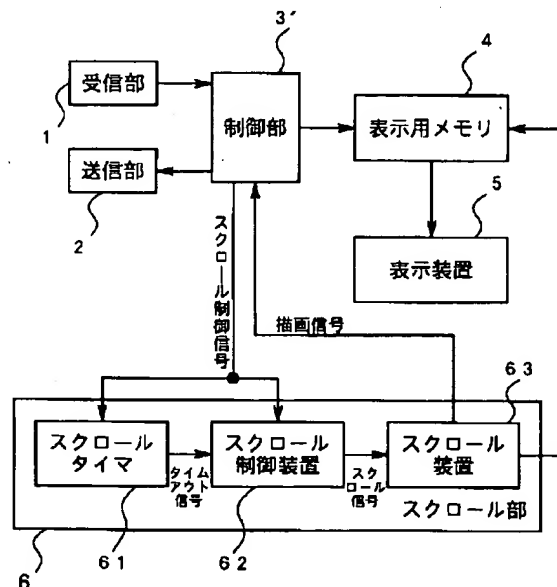 3′
受信部
1
制御部
4
表示用メモリ
送信部
2
5
表示装置
スクロール制御信号
描画信号
63
スクロール
タイマ
タイム
アウト
信号
スクロール
制御装置
スク
ロール
信号
スクロール
装置
スクロール部
61
62
6